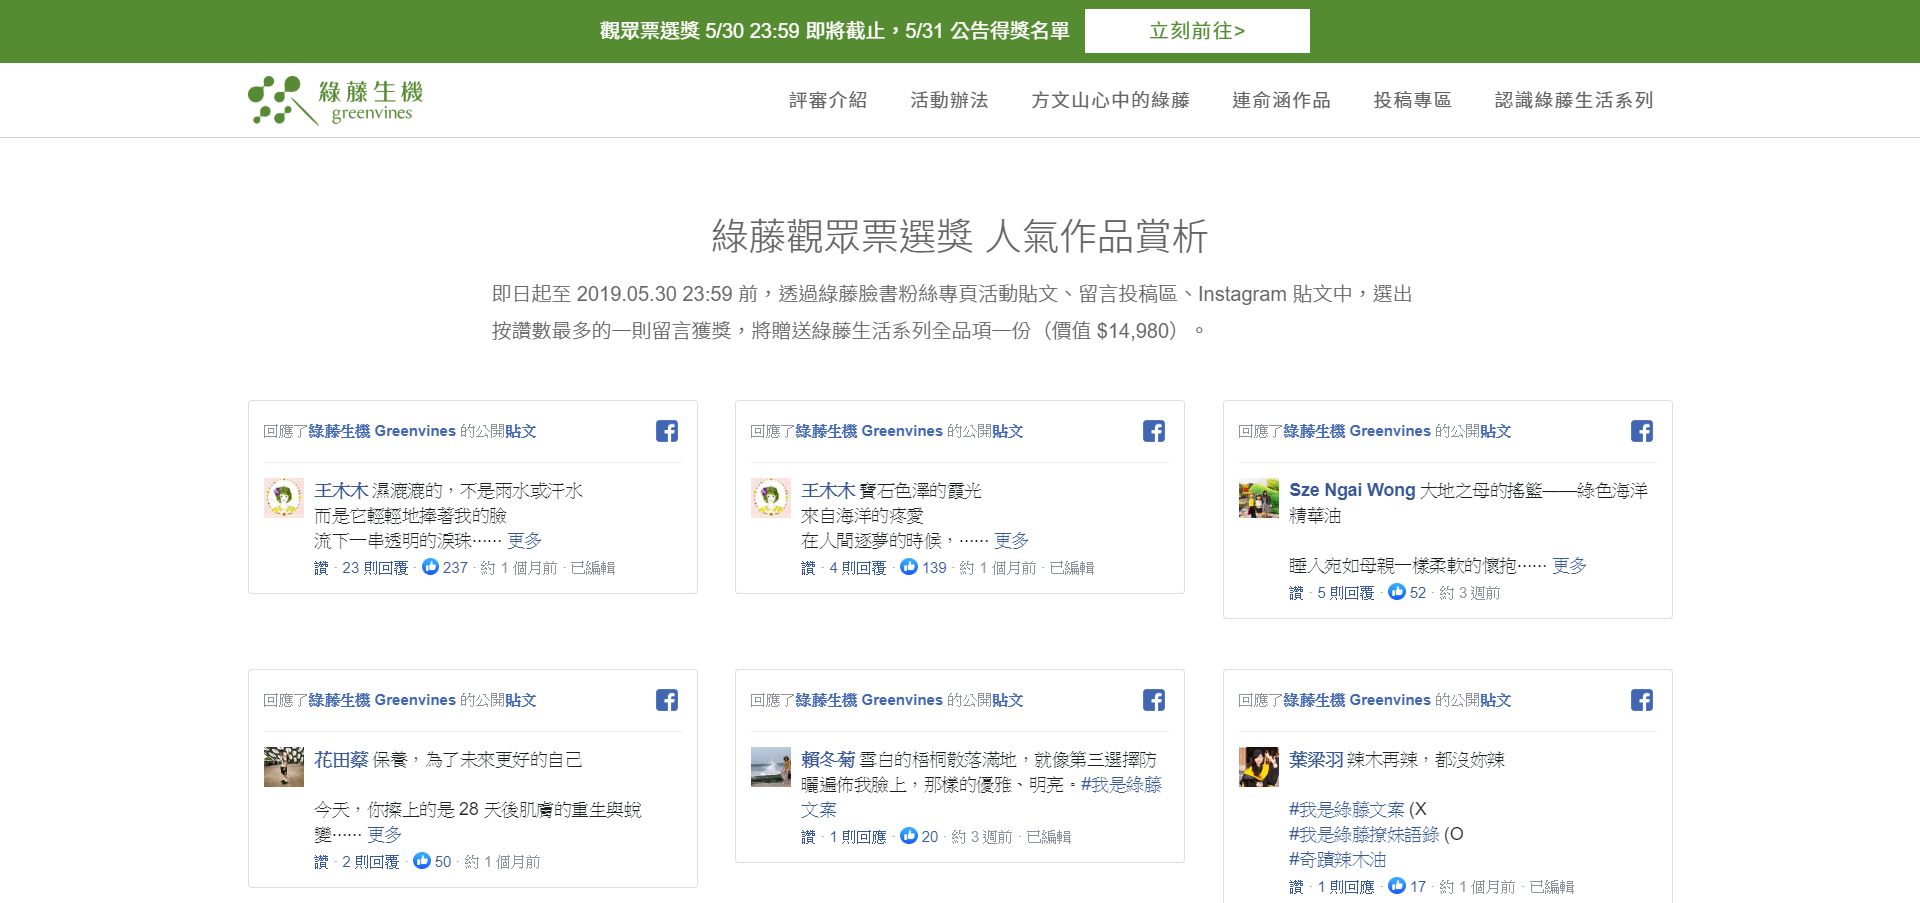 觀眾票選獎 5/30 23:59 即將截止，5/31 公告得獎名單
立刻前往>
綠藤生機
greenvines
評審介紹
活動辦法
方文山心中的綠藤
連俞涵作品
投稿專區
認識綠藤生活系列
綠藤觀眾票選獎 人氣作品賞析
即日起至 2019.05.30 23:59 前，透過綠藤臉書粉絲專頁活動貼文、留言投稿區、Instagram 貼文中，選出
按讚數最多的一則留言獲獎，將贈送綠藤生活系列全品項一份（價值 $14,980）。
回應了綠藤生機 Greenvines 的公開貼文
王木木 濕漉漉的，不是雨水或汗水
而是它輕輕地捧著我的臉
流下一串透明的淚珠…… 更多
讚 · 23 則回覆 · 237 · 約 1 個月前 · 已編輯
回應了綠藤生機 Greenvines 的公開貼文
王木木 寶石色澤的霞光
來自海洋的疼愛
在人間逐夢的時候，…… 更多
讚 · 4 則回覆 · 139 · 約 1 個月前 · 已編輯
回應了綠藤生機 Greenvines 的公開貼文
Sze Ngai Wong 大地之母的搖籃——綠色海洋
精華油
睡入宛如母親一樣柔軟的懷抱…… 更多
讚 · 5 則回覆 · 52 · 約 3 週前
回應了綠藤生機 Greenvines 的公開貼文
花田蔡 保養，為了未來更好的自己
今天，你擦上的是 28 天後肌膚的重生與蛻
變…… 更多
讚 · 2 則回覆 · 50 · 約 1 個月前
回應了綠藤生機 Greenvines 的公開貼文
賴冬菊 雪白的梧桐散落滿地，就像第三選擇防
曬遍佈我臉上，那樣的優雅、明亮。#我是綠藤
文案
讚 · 1 則回應 · 20 · 約 3 週前 · 已編輯
回應了綠藤生機 Greenvines 的公開貼文
葉梁羽 辣木再辣，都沒妳辣
#我是綠藤文案 (X
#我是綠藤撩妹語錄 (O
#奇蹟辣木油
讚 · 1 則回應 · 17 · 約 1 個月前 · 已編輯